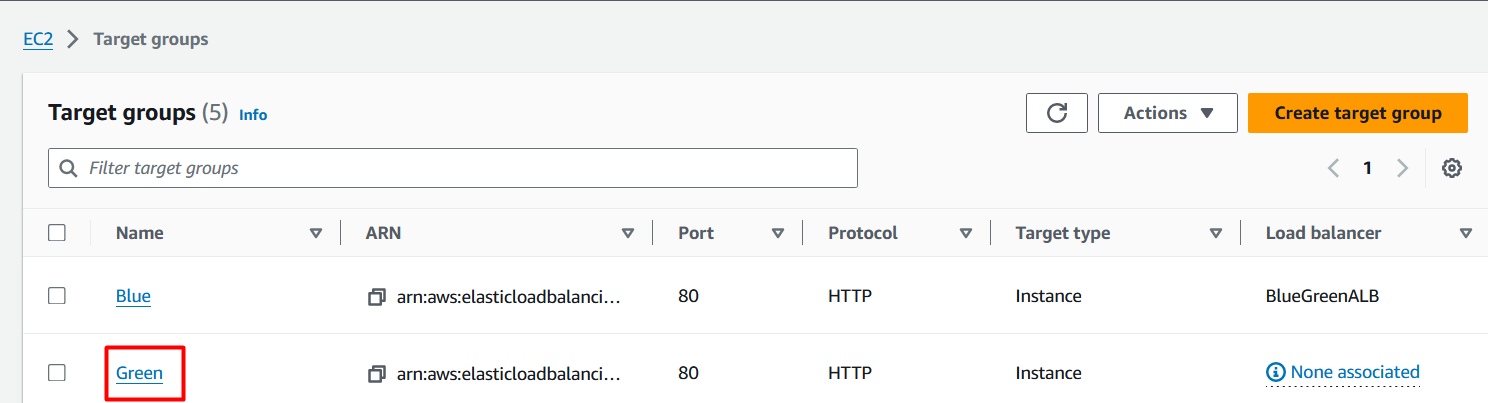 EC2 > Target groups
Target groups (5) Info
Actions
Create target group
Filter target groups
1
Name ARN Port Protocol Target type Load balancer
Blue arn:aws:elasticloadbalanci... 80 HTTP Instance BlueGreenALB
Green arn:aws:elasticloadbalanci... 80 HTTP Instance None associated